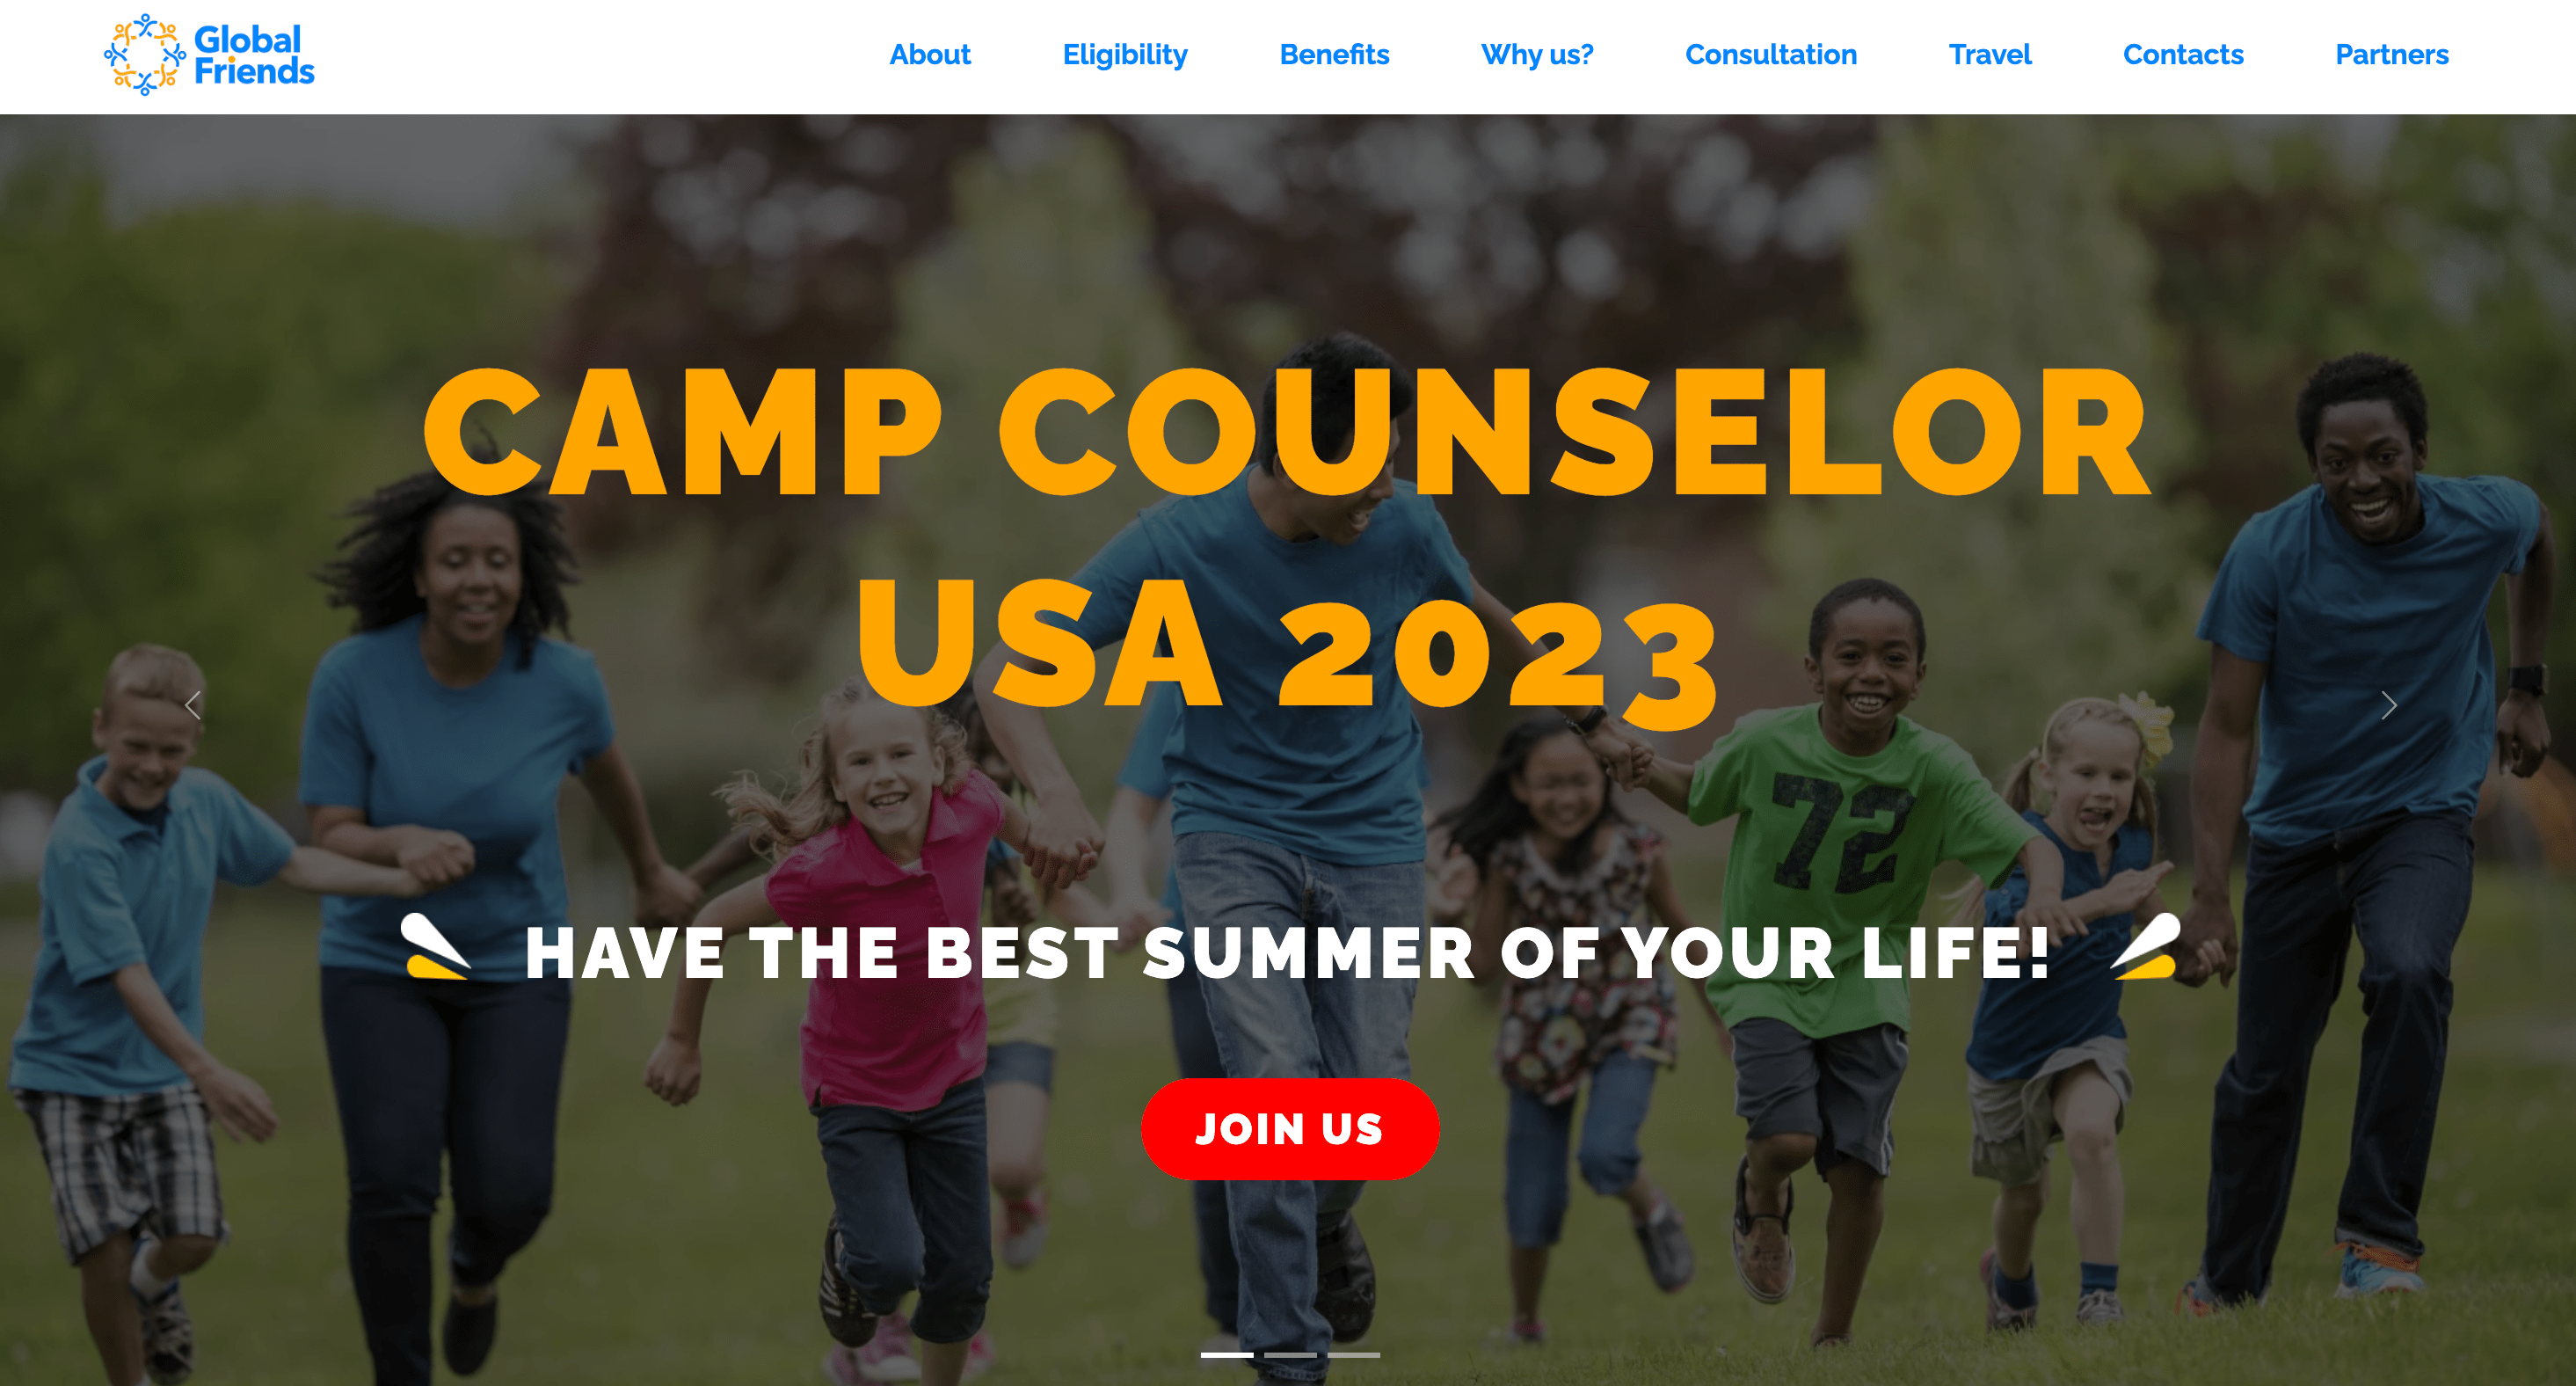 Global
Friends
About Eligibility Benefits Why us? Consultation Travel Contacts Partners
CAMP COUNSELOR
USA 2023
HAVE THE BEST SUMMER OF YOUR LIFE!
72
JOIN US